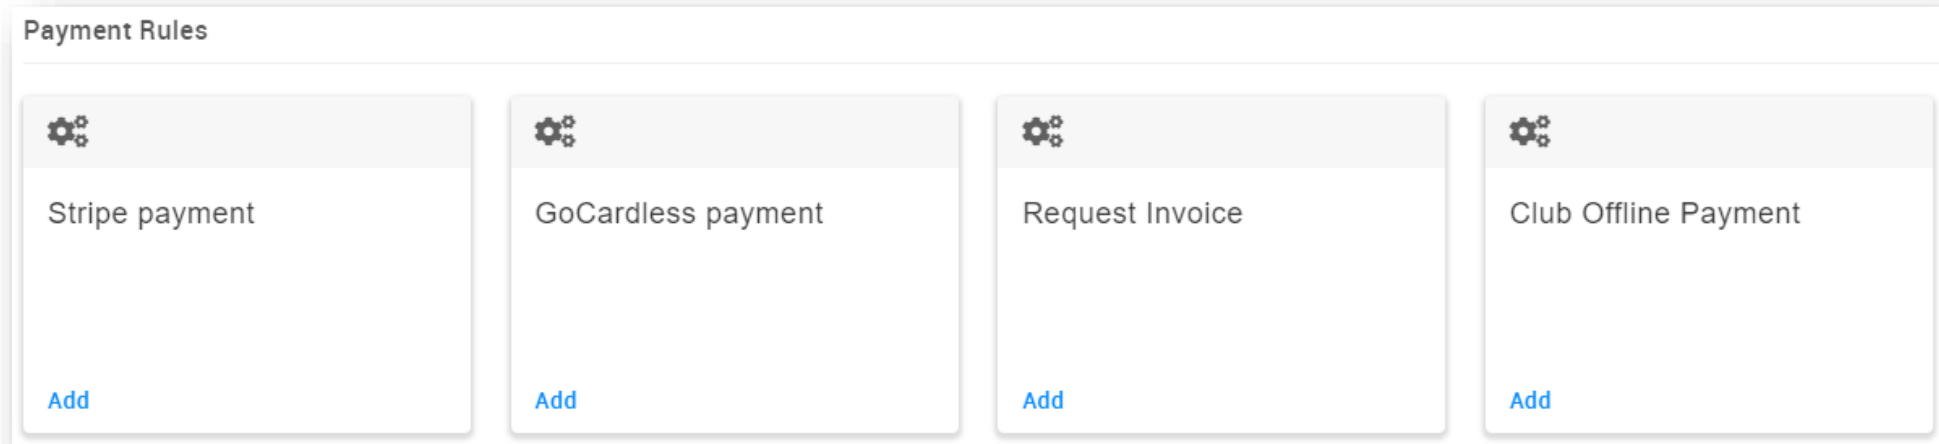 Payment Rules
Stripe payment
GoCardless payment
Request Invoice
Club Offline Payment
Add
Add
Add
Add